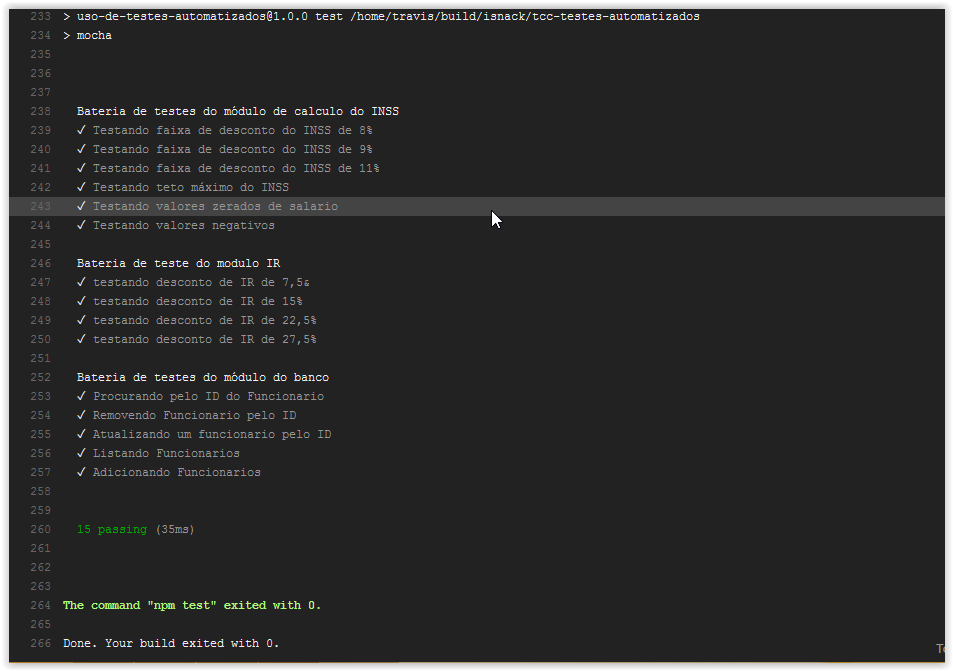 233 > uso-de-testes-automatizados@1.0.0 test /home/travis/build/isnack/tcc-testes-automatizados
234 > mocha
235
236
237
238 Bateria de testes do módulo de calculo do INSS
239 ✓ Testando faixa de desconto do INSS de 8%
240 ✓ Testando faixa de desconto do INSS de 9%
241 ✓ Testando faixa de desconto do INSS de 11%
242 ✓ Testando teto máximo do INSS
243 ✓ Testando valores zerados de salario
244 ✓ Testando valores negativos
245
246 Bateria de teste do modulo IR
247 ✓ testando desconto de IR de 7,5&
248 ✓ testando desconto de IR de 15%
249 ✓ testando desconto de IR de 22,5%
250 ✓ testando desconto de IR de 27,5%
251
252 Bateria de testes do módulo do banco
253 ✓ Procurando pelo ID do Funcionario
254 ✓ Removendo Funcionario pelo ID
255 ✓ Atualizando um funcionario pelo ID
256 ✓ Listando Funcionarios
257 ✓ Adicionando Funcionarios
258
259
260 15 passing (35ms)
261
262
263
264 The command "npm test" exited with 0.
265
266 Done. Your build exited with 0.